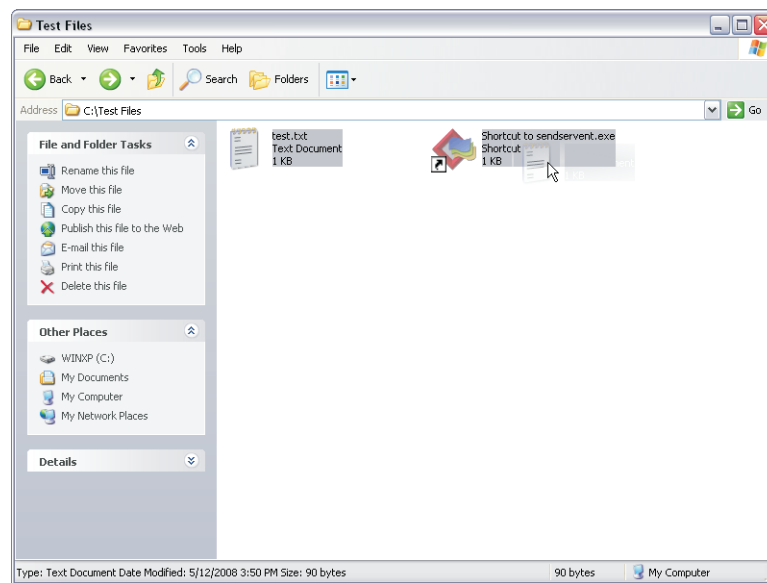 Test Files
File Edit View Favorites Tools Help
Back Search Folders
Address C:\Test Files Go
File and Folder Tasks
Rename this file
Move this file
Copy this file
Publish this file to the Web
E-mail this file
Print this file
Delete this file
Other Places
WINXP (C:)
My Documents
My Computer
My Network Places
Details
test.txt
Text Document
1 KB
Shortcut to sendservent.exe
Shortcut
1 KB
Type: Text Document Date Modified: 5/12/2008 3:50 PM Size: 90 bytes 90 bytes My Computer